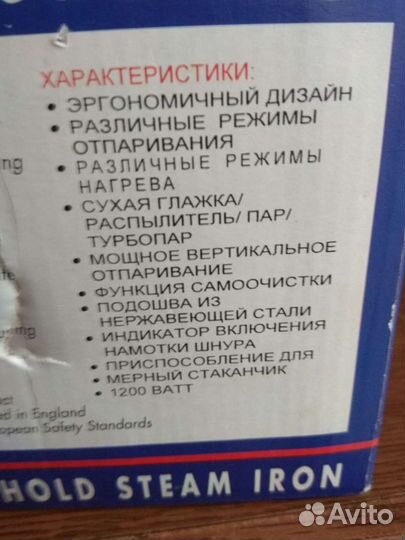 ХАРАКТЕРИСТИКИ:
• ЭРГОНОМИЧНЫЙ ДИЗАЙН
• РАЗЛИЧНЫЕ РЕЖИМЫ
ОТПАРИВАНИЯ
• РАЗЛИЧНЫЕ РЕЖИМЫ
НАГРЕВА
• СУХАЯ ГЛАЖКА/
РАСПЫЛИТЕЛЬ/ ПАР/
ТУРБОПАР
• МОЩНОЕ ВЕРТИКАЛЬНОЕ
ОТПАРИВАНИЕ
• ФУНКЦИЯ САМООЧИСТКИ
• ПОДОШВА ИЗ
НЕРЖАВЕЮЩЕЙ СТАЛИ
• ИНДИКАТОР ВКЛЮЧЕНИЯ
НАМОТКИ ШНУРА
• ПРИСПОСОБЛЕНИЕ ДЛЯ
• МЕРНЫЙ СТАКАНЧИК
• 1200 ВАТТ
in England
Safety Standards
HOLD STEAM IRON
Avito